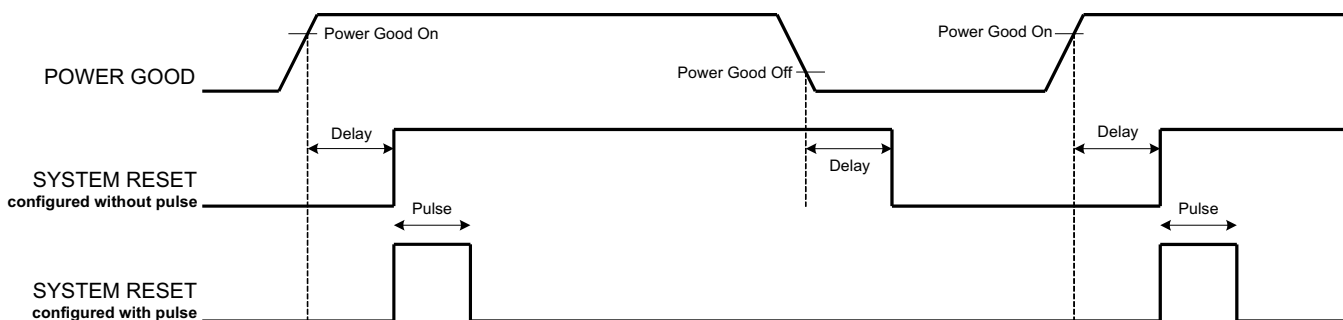 Power Good On
Power Good On
POWER GOOD
Power Good Off
Delay
Delay
Delay
SYSTEM RESET
configured without pulse
Pulse
Pulse
SYSTEM RESET
configured with pulse